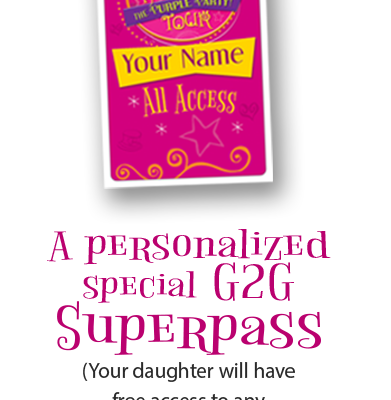 THE PURPLE PARTY!
TOUR
Your Name
All Access
A personalized
special G2G
Superpass
(Your daughter will have
free access to any